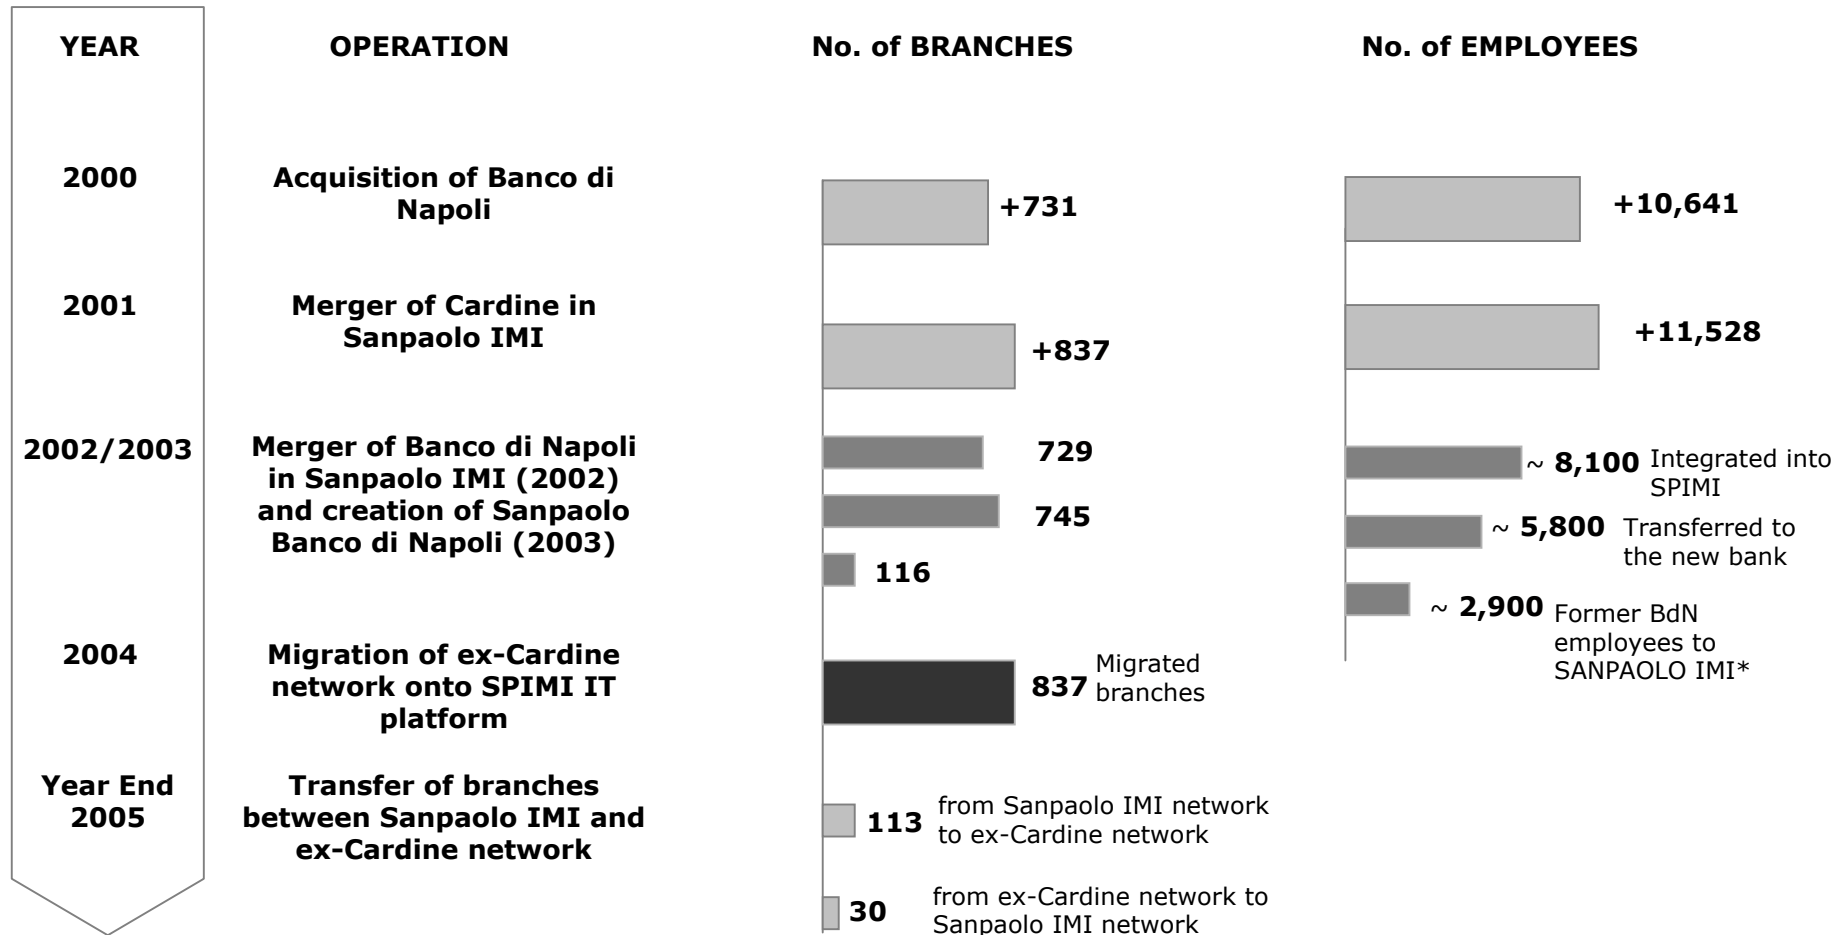 YEAR
OPERATION
No. of BRANCHES
No. of EMPLOYEES
2000
Acquisition of Banco di
Napoli
+731
+10,641
2001
Merger of Cardine in
Sanpaolo IMI
+837
+11,528
2002/2003
Merger of Banco di Napoli
in Sanpaolo IMI (2002)
and creation of Sanpaolo
Banco di Napoli (2003)
729
745
116
~ 8,100 Integrated into
SPIMI
~ 5,800 Transferred to
the new bank
~ 2,900 Former BdN
employees to
SANPAOLO IMI*
2004
Migration of ex-Cardine
network onto SPIMI IT
platform
837 Migrated
branches
Year End
2005
Transfer of branches
between Sanpaolo IMI and
ex-Cardine network
113 from Sanpaolo IMI network
to ex-Cardine network
30 from ex-Cardine network to
Sanpaolo IMI network